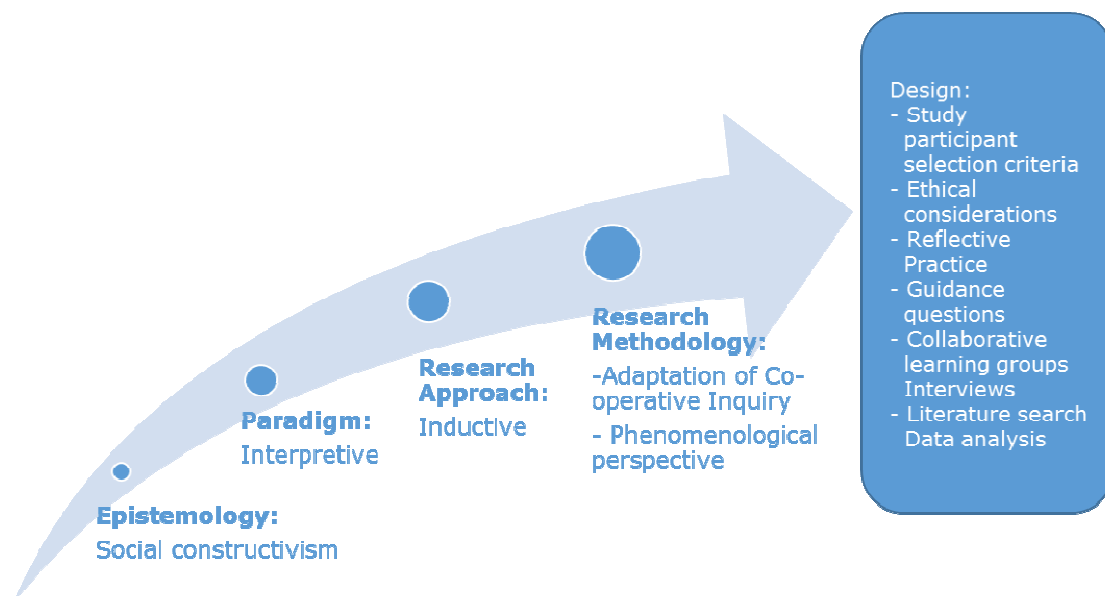 Epistemology:
Social constructivism
Paradigm:
Interpretive
Research
Approach:
Inductive
Research
Methodology:
-Adaptation of Co-
operative Inquiry
- Phenomenological
perspective
Design:
- Study
participant
selection criteria
- Ethical
considerations
- Reflective
Practice
- Guidance
questions
- Collaborative
learning groups
Interviews
- Literature search
Data analysis